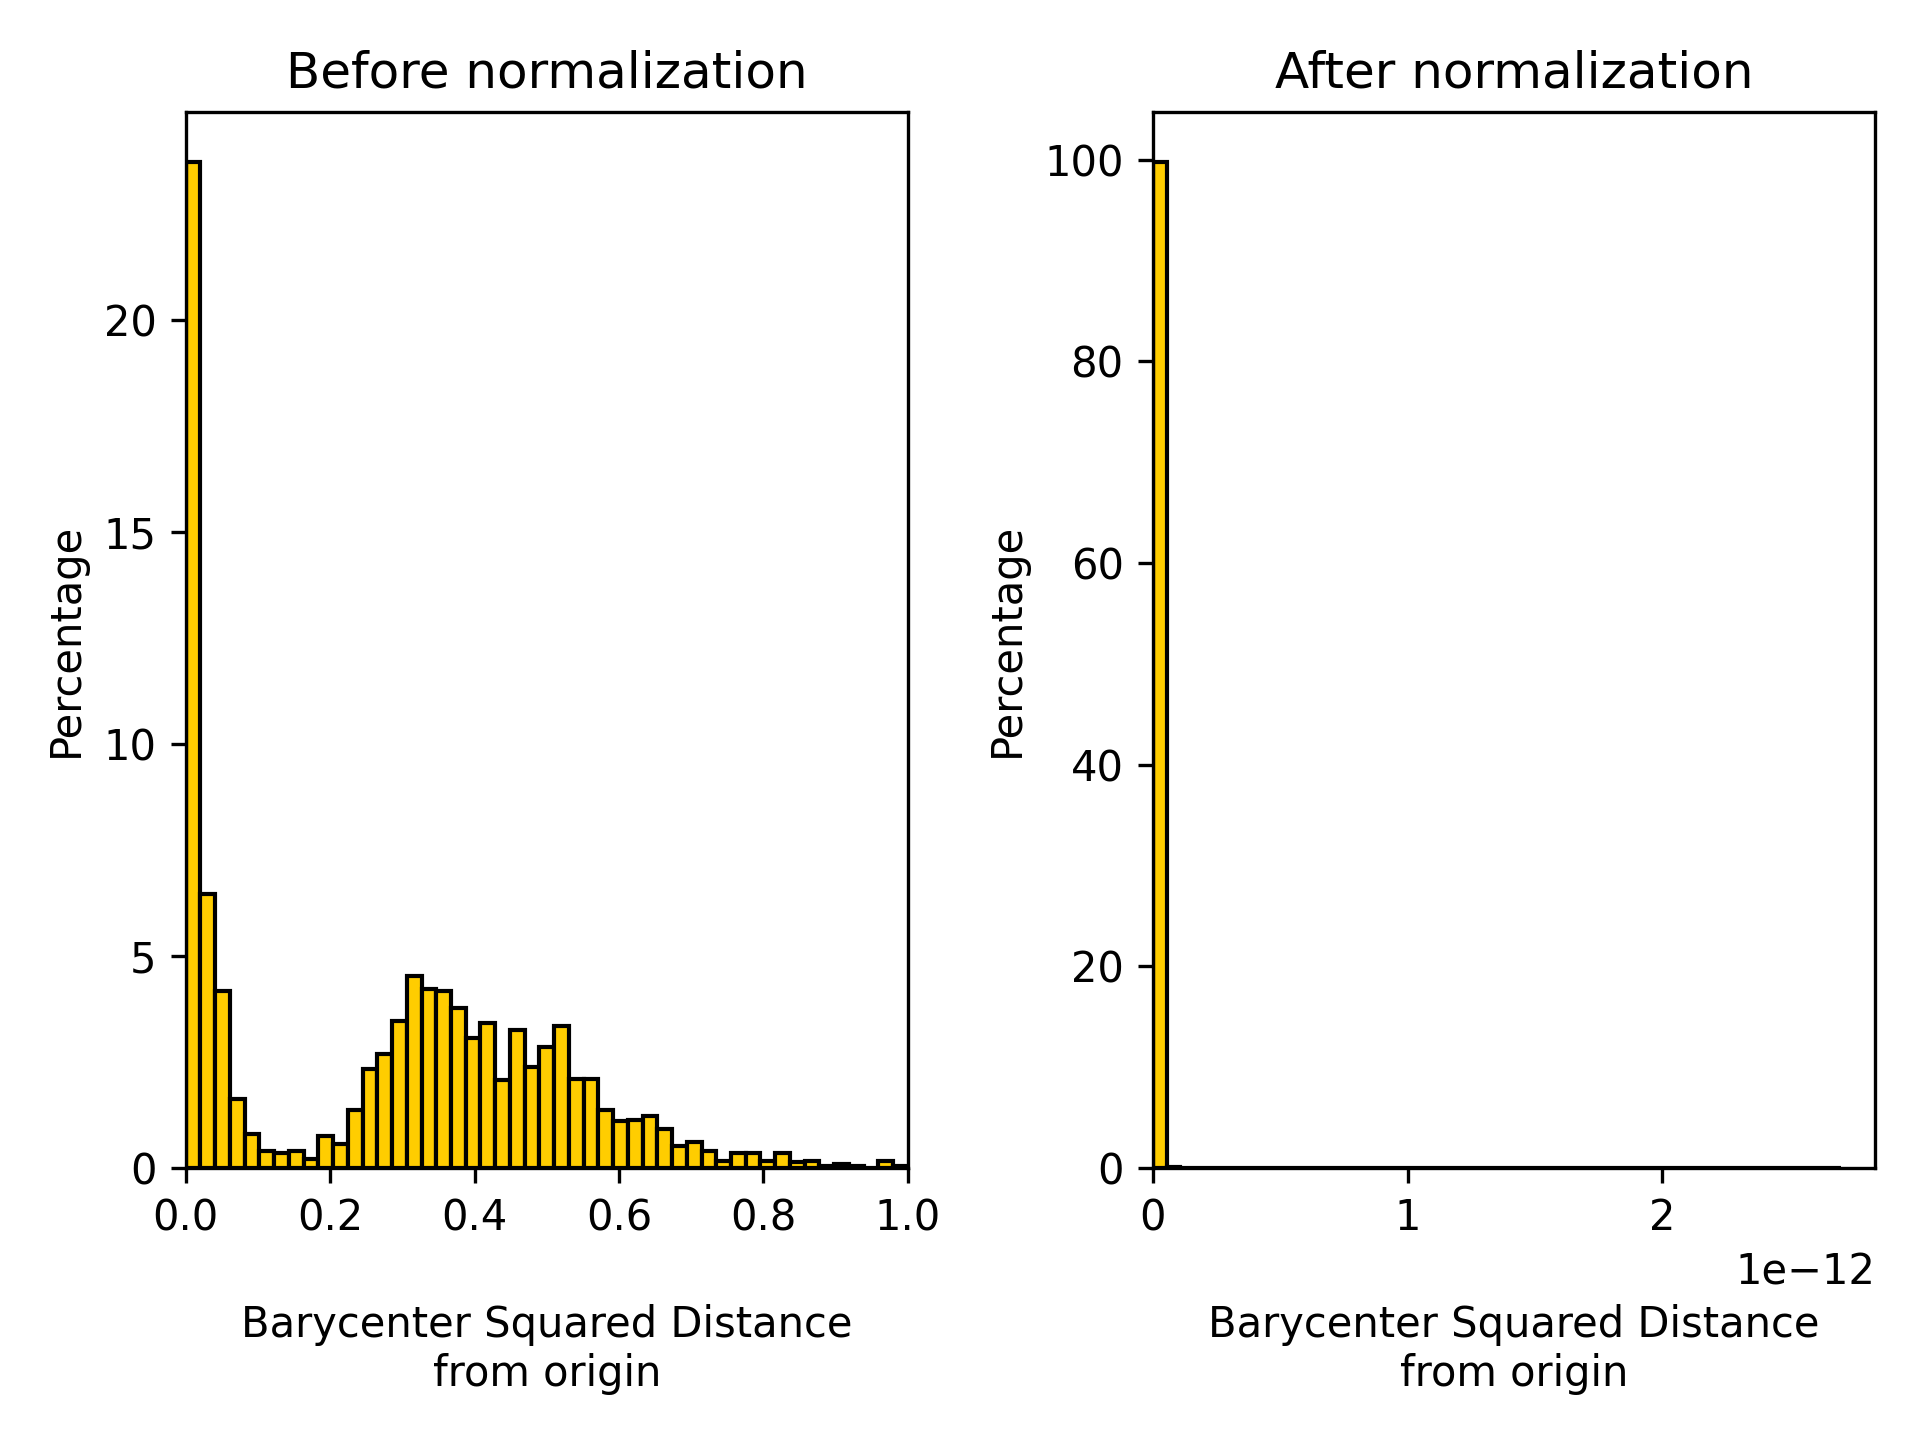 Before normalization
After normalization
Percentage
20
15
10
5
0
0.0 0.2 0.4 0.6 0.8 1.0
Barycenter Squared Distance
from origin
Percentage
100
80
60
40
20
0
0 1 2
1e−12
Barycenter Squared Distance
from origin